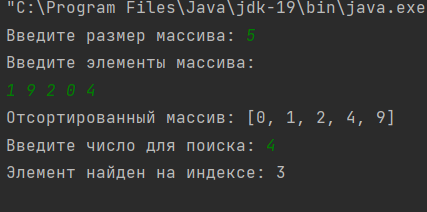 "C:\Program Files\Java\jdk-19\bin\java.exe
Введите размер массива: 5
Введите элементы массива:
1 9 2 0 4
Отсортированный массив: [0, 1, 2, 4, 9]
Введите число для поиска: 4
Элемент найден на индексе: 3